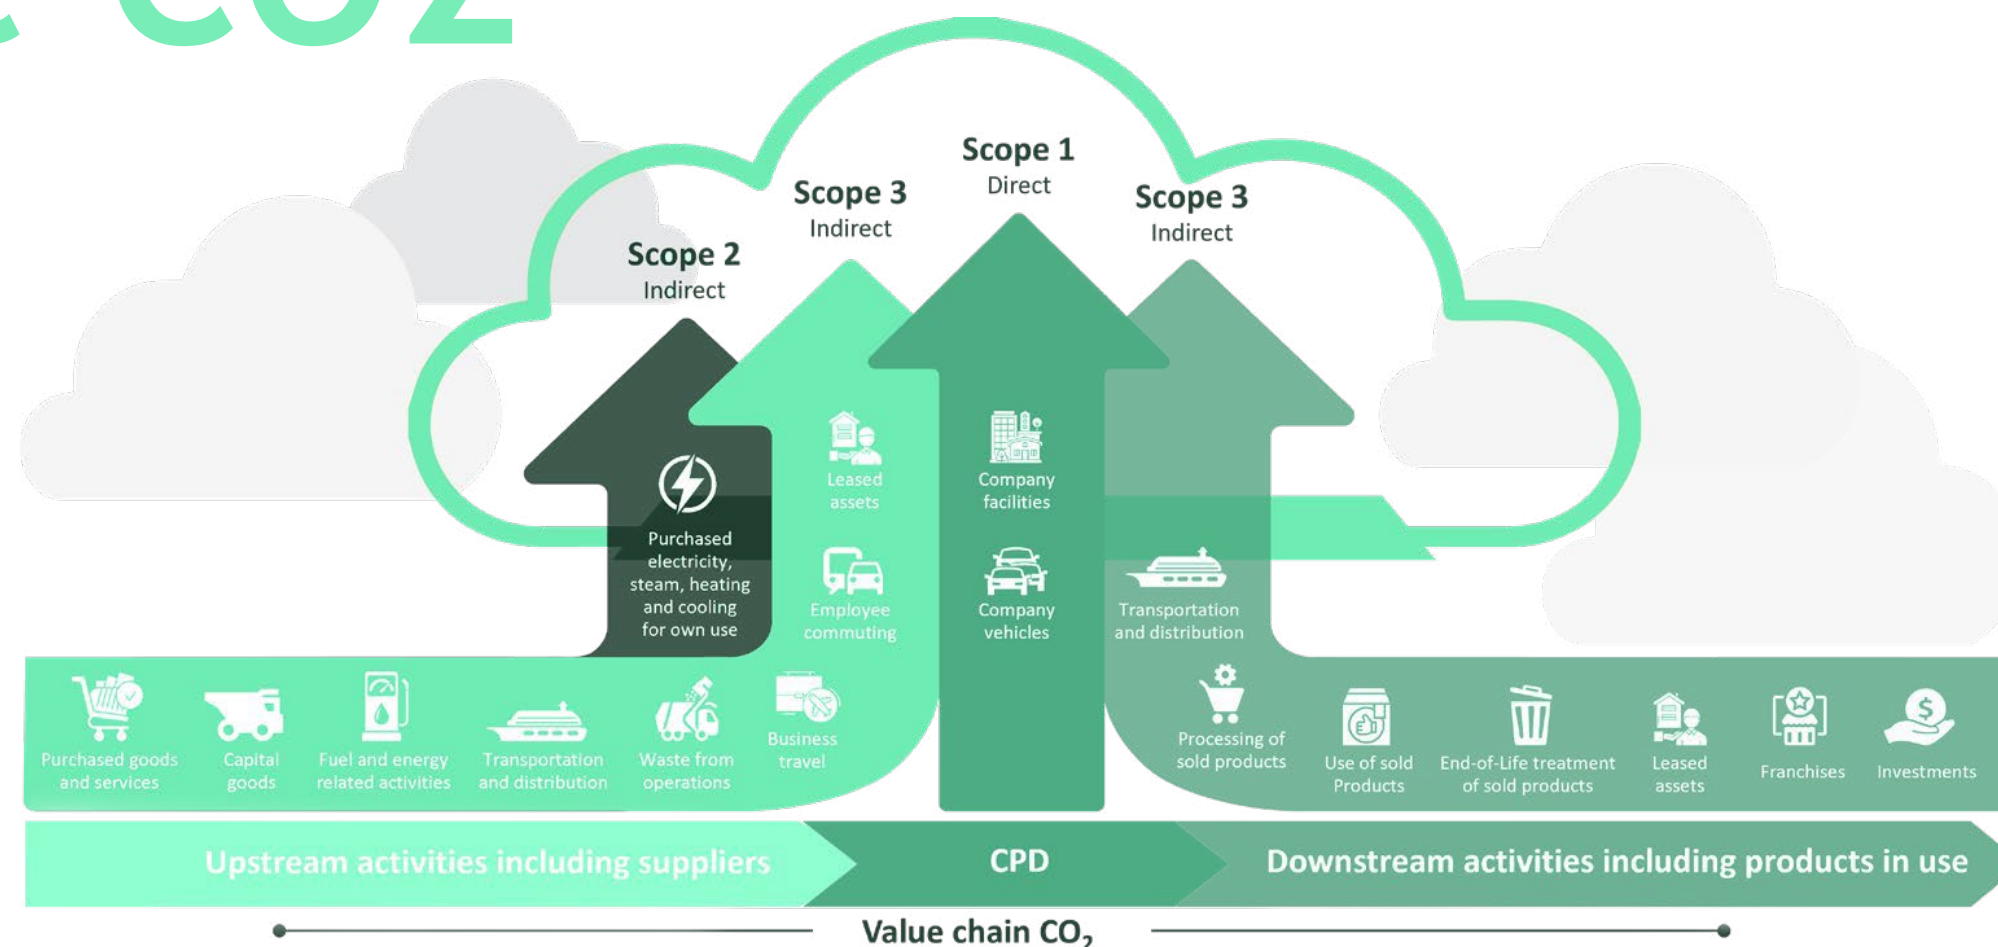 CO2
Scope 1
Direct
Scope 3
Indirect
Scope 3
Indirect
Scope 2
Indirect
Leased
assets
Company
facilities
Purchased
electricity,
steam, heating
and cooling
for own use
Employee
commuting
Company
vehicles
Transportation
and distribution
Purchased goods
and services
Capital
goods
Fuel and energy
related activities
Transportation
and distribution
Waste from
operations
Business
travel
Processing of
sold products
Use of sold
Products
End-of-Life treatment
of sold products
Leased
assets
Franchises
Investments
Upstream activities including suppliers
CPD
Downstream activities including products in use
Value chain CO₂